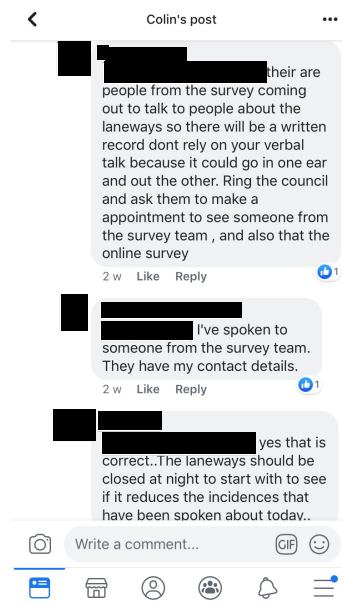 Colin's post
their are
people from the survey coming
out to talk to people about the
laneways so there will be a written
record dont rely on your verbal
talk because it could go in one ear
and out the other. Ring the council
and ask them to make a
appointment to see someone from
the survey team , and also that the
online survey
2 w Like Reply
1
I've spoken to
someone from the survey team.
They have my contact details.
2 w Like Reply
1
yes that is
correct..The laneways should be
closed at night to start with to see
if it reduces the incidences that
have been spoken about today..
Write a comment...
GIF